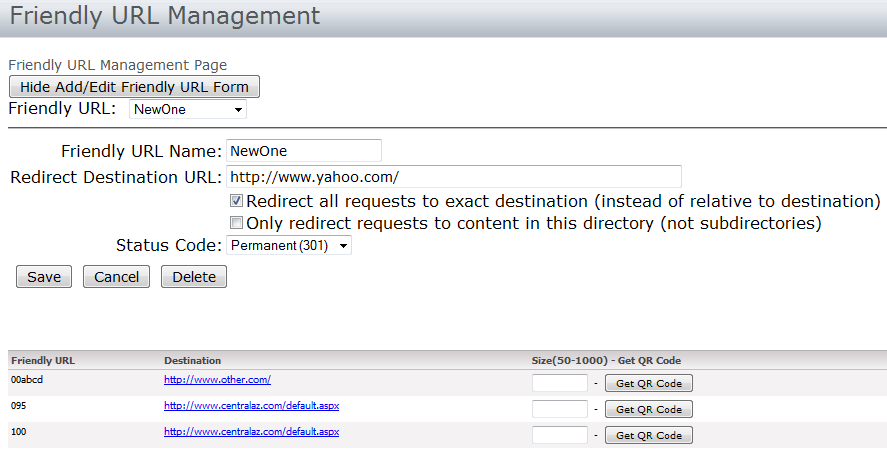 Friendly URL Management
Friendly URL Management Page
Hide Add/Edit Friendly URL Form
Friendly URL: NewOne
Friendly URL Name: NewOne
Redirect Destination URL: http://www.yahoo.com/
Redirect all requests to exact destination (instead of relative to destination)
Only redirect requests to content in this directory (not subdirectories)
Status Code: Permanent (301)
Save Cancel Delete
Friendly URL Destination Size(50-1000) - Get QR Code
00abcd http://www.other.com/ - Get QR Code
095 http://www.centralaz.com/default.aspx - Get QR Code
100 http://www.centralaz.com/default.aspx - Get QR Code